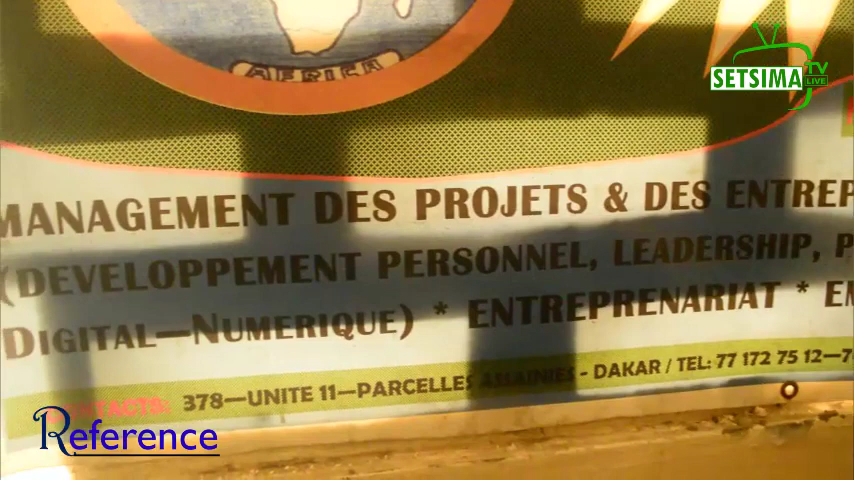 AFRICA
SETSIMA TV
LIVE
MANAGEMENT DES PROJETS & DES ENTREP
(DEVELOPPEMENT PERSONNEL, LEADERSHIP, P
DIGITAL—NUMERIQUE) * ENTREPRENARIAT *
CONTACTS: 378—UNITE 11—PARCELLES ASSAINIES - DAKAR / TEL: 77 172 75 12—7
Reference